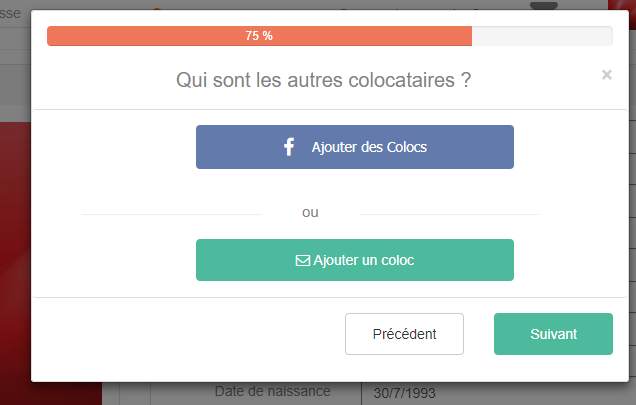 sse
75 %
Qui sont les autres colocataires ?
×
f Ajouter des Colocs
ou
Ajouter un coloc
Précédent
Suivant
Date de naissance
30/7/1993